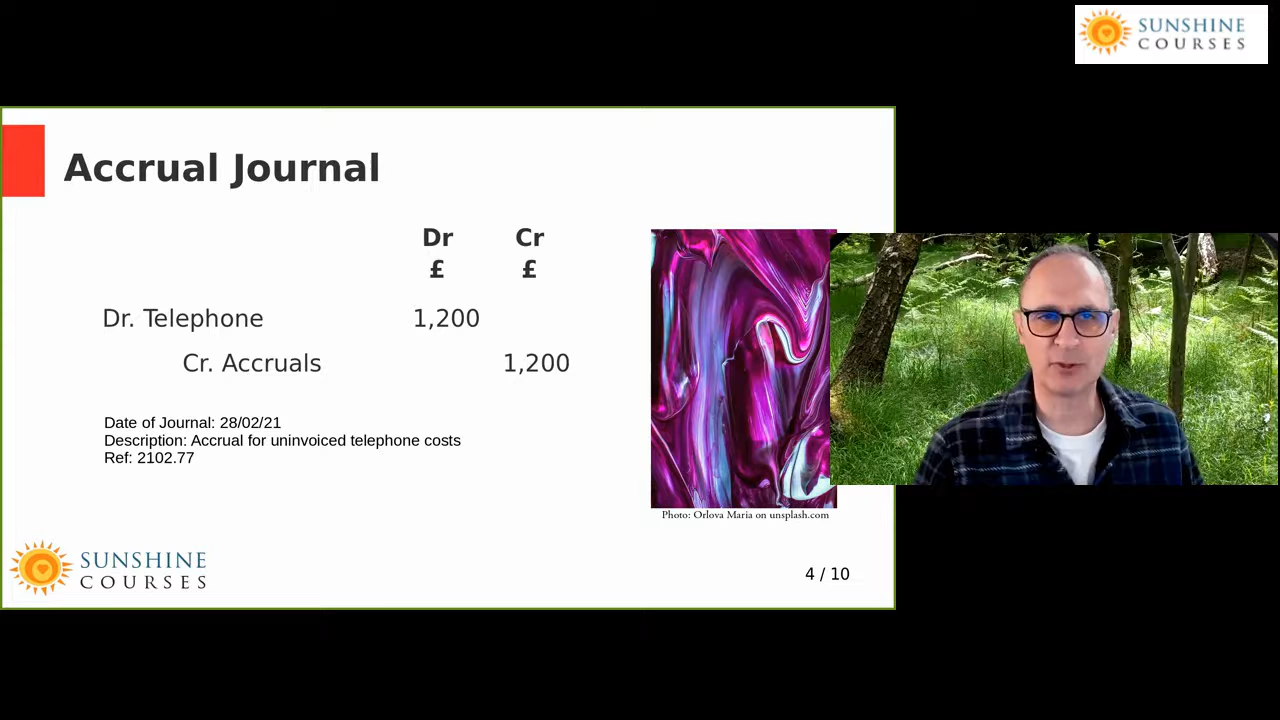 SUNSHINE
COURSES
Accrual Journal
Dr Cr
£ £
Dr. Telephone 1,200
Cr. Accruals 1,200
Date of Journal: 28/02/21
Description: Accrual for uninvoiced telephone costs
Ref: 2102.77
Photo: Orlova Maria on unsplash.com
SUNSHINE
COURSES
4 / 10